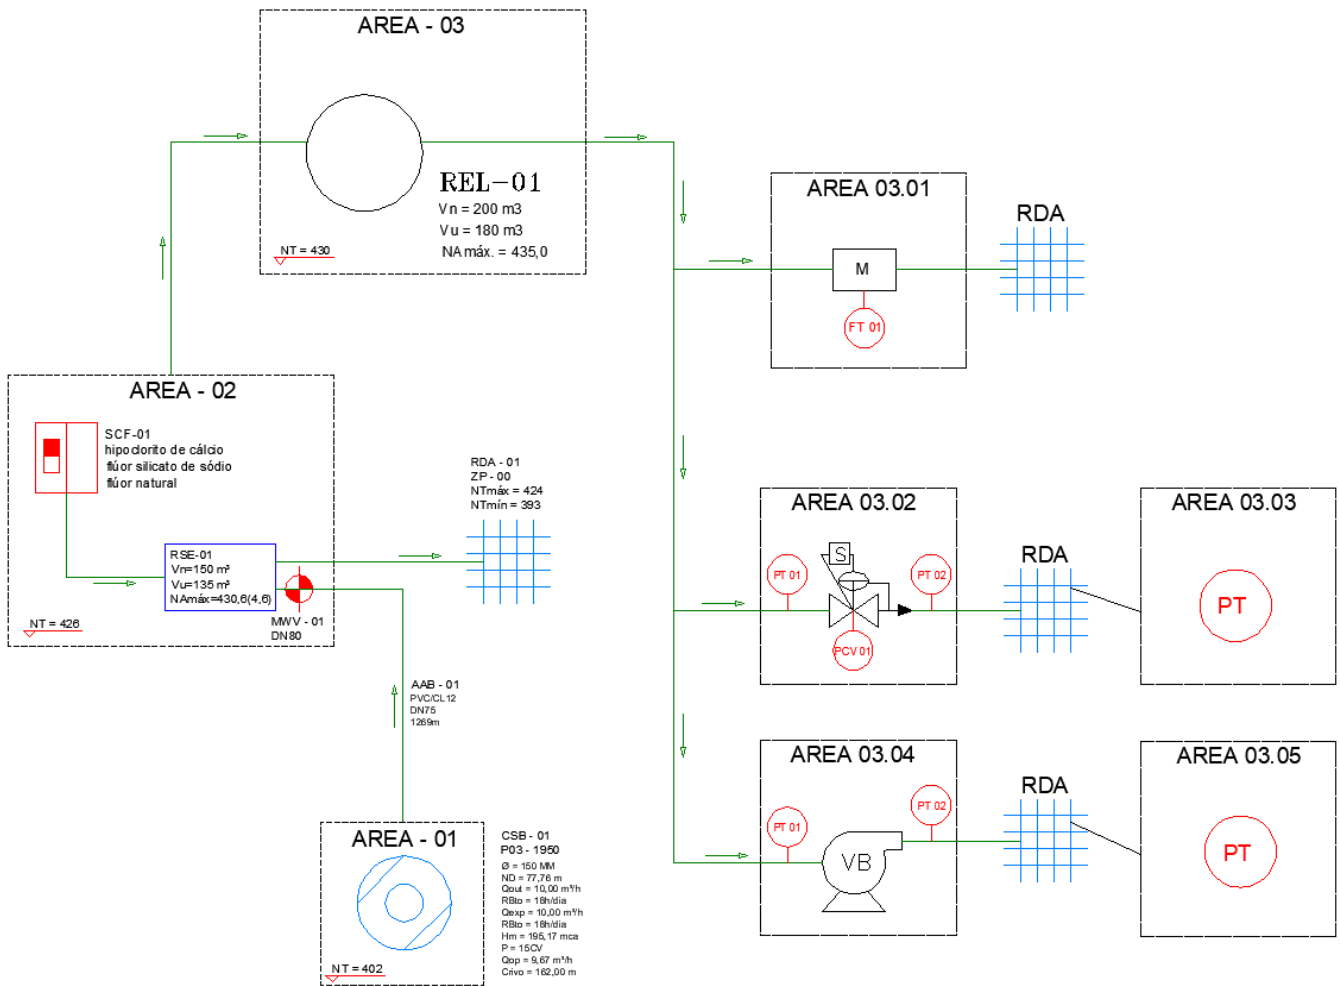 AREA - 03
REL-01
Vn = 200 m3
Vu = 180 m3
NA máx. = 435,0
NT = 430
AREA 03.01
M
FT 01
RDA
AREA - 02
SCF-01
hipoclorito de cálcio
flúor silicato de sódio
flúor natural
RSE-01
Vn=150 m³
Vu=135 m³
NAmáx=430,6(4,6)
MWV - 01
DN80
NT = 426
RDA - 01
ZP - 00
NTmáx = 424
NTmín = 393
AAB - 01
PVC/CL12
DN75
1269m
AREA - 01
NT = 402
CSB - 01
P03 - 1950
Ø = 150 MM
ND = 77,76 m
Qout = 10,00 m³/h
RBto = 18h/dia
Qexp = 10,00 m³/h
RBto = 18h/dia
Hm = 195,17 mca
P = 15CV
Qop = 9,67 m³/h
Crivo = 162,00 m
AREA 03.02
S
PT 01
PT 02
PCV 01
RDA
AREA 03.03
PT
AREA 03.04
PT 01
PT 02
VB
RDA
AREA 03.05
PT